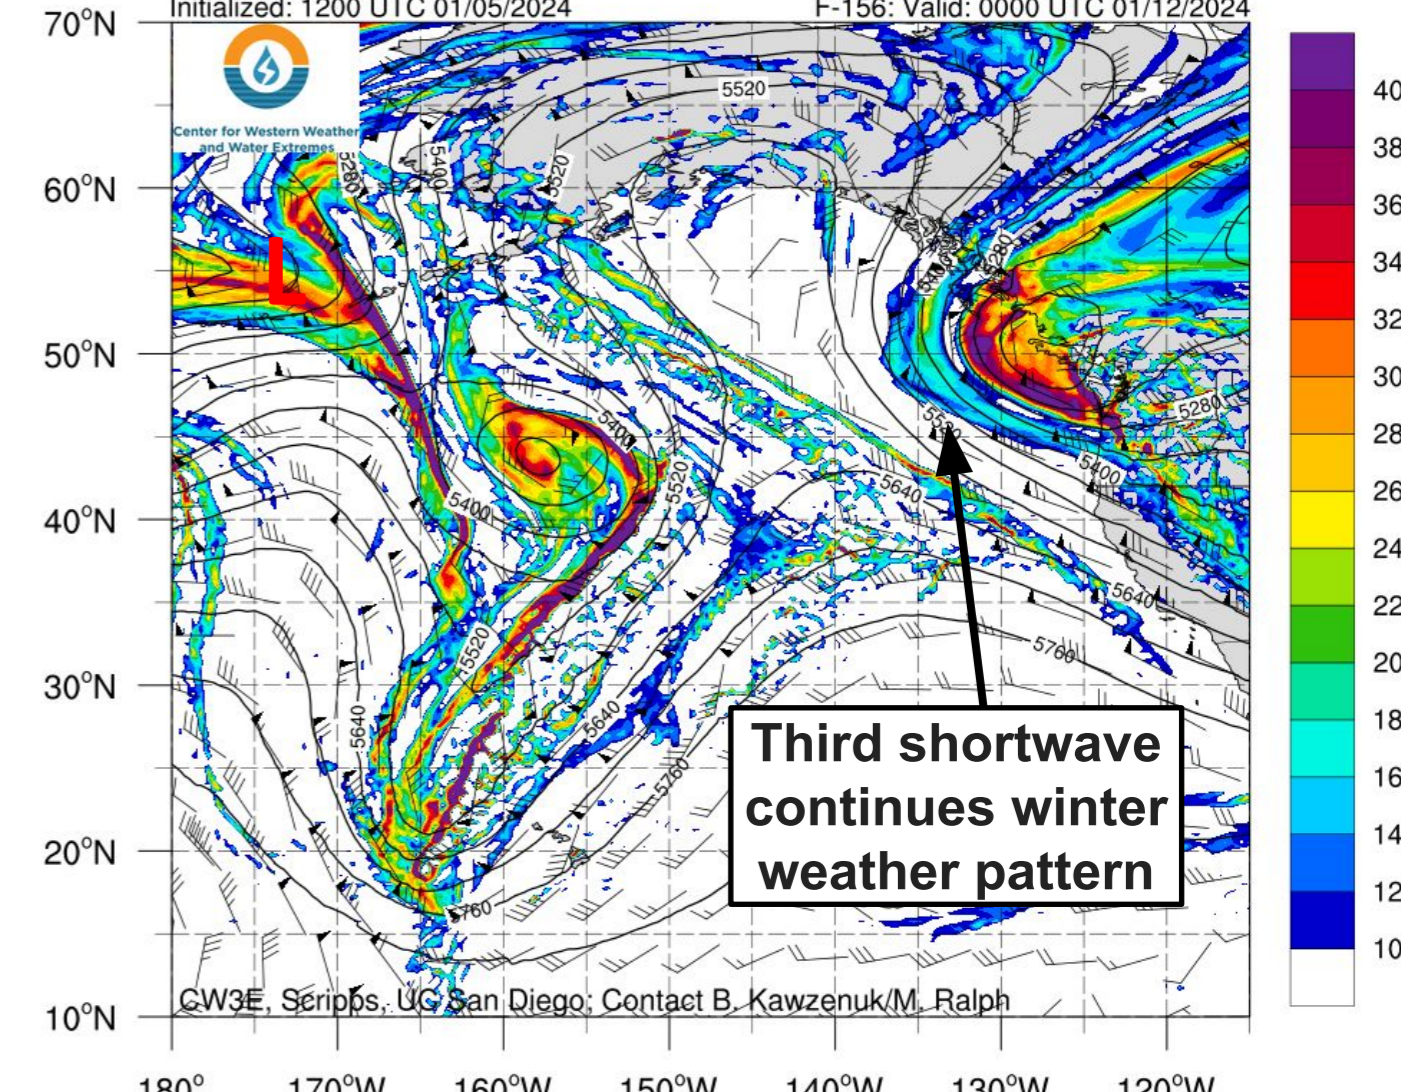 Initialized: 1200 UTC 01/05/2024
F-156: Valid: 0000 UTC 01/12/2024
Center for Western Weather
and Water Extremes
70°N
60°N
50°N
40°N
30°N
20°N
10°N
L
5520
5280
5400
5520
5280
5400
5400
5520
5280
5400
5520
5640
5640
5760
5520
5640
5640
5760
5760
Third shortwave
continues winter
weather pattern
CW3E, Scripps, UC San Diego; Contact B. Kawzenuk/M. Ralph
180°
170°W
160°W
150°W
140°W
130°W
120°W
40
38
36
34
32
30
28
26
24
22
20
18
16
14
12
10